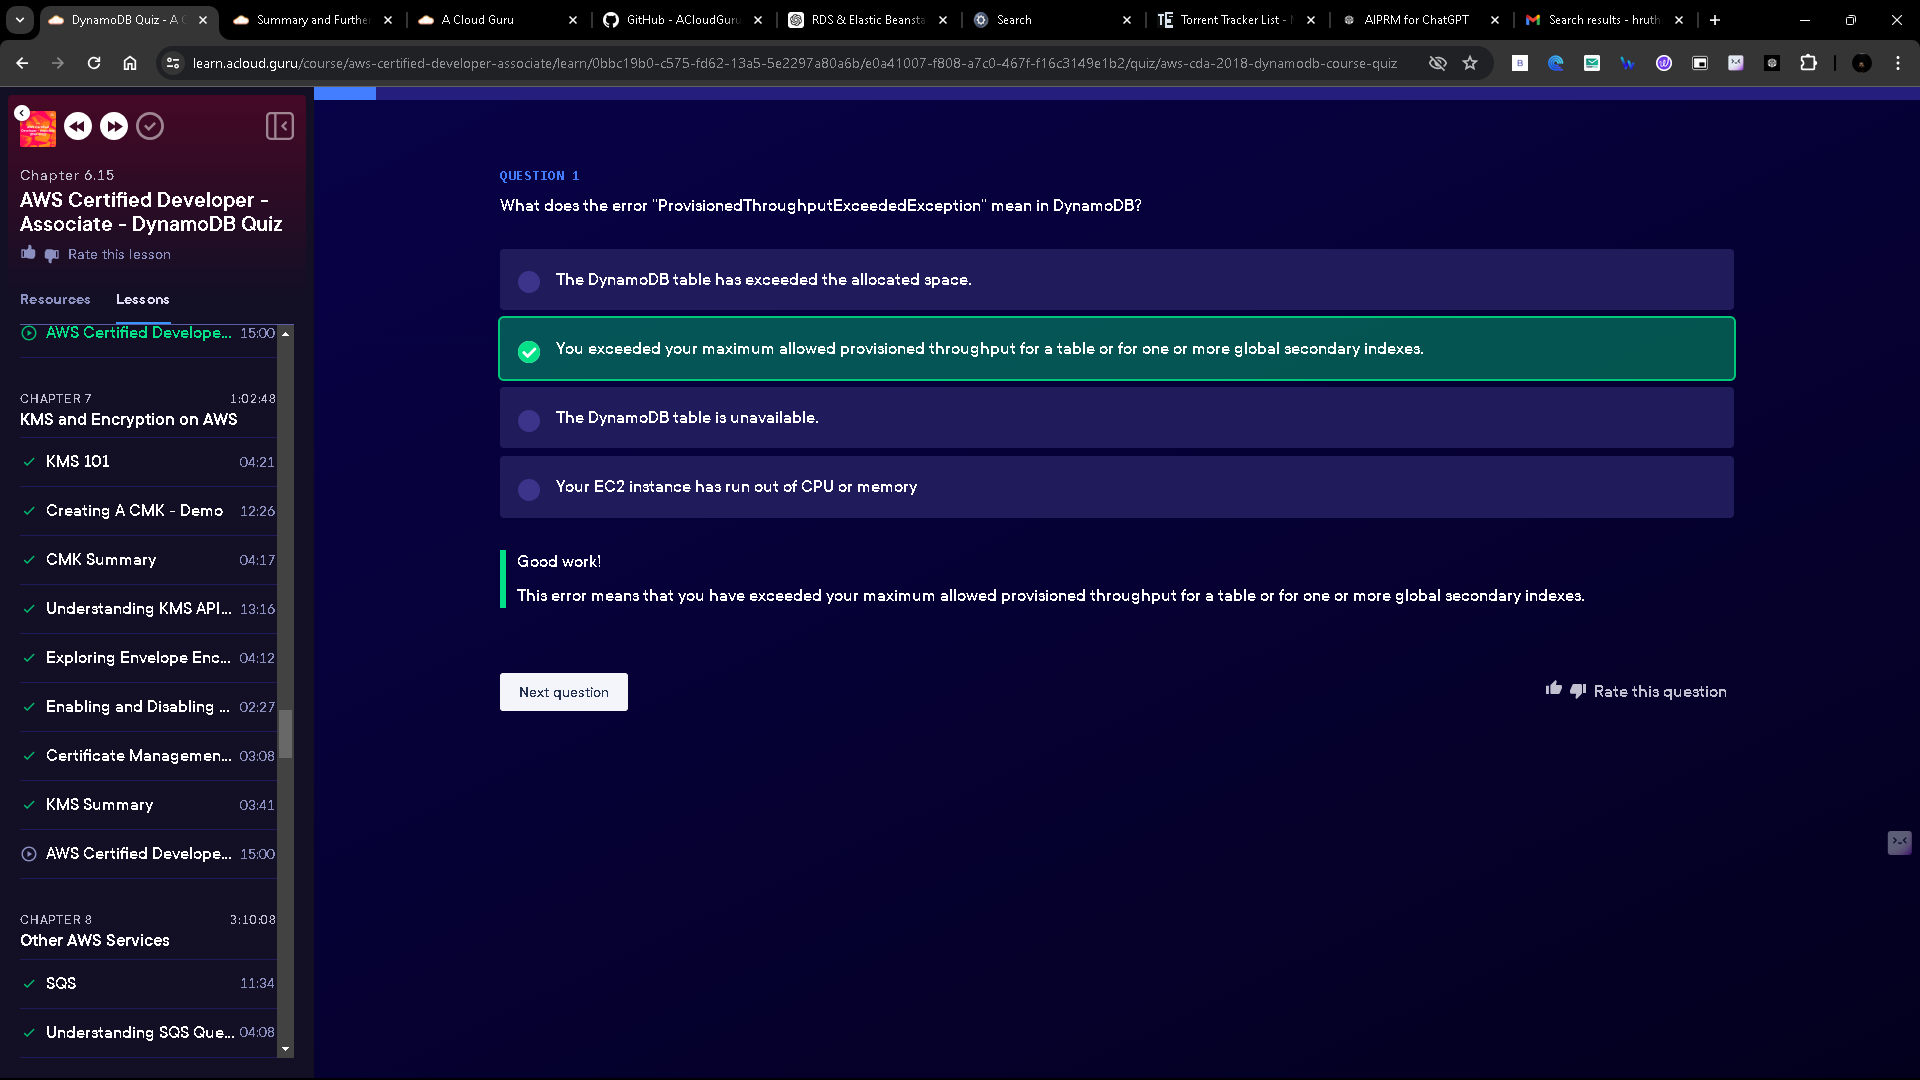 DynamoDB Quiz - A C
Summary and Further
A Cloud Guru
GitHub - ACloudGuru
RDS & Elastic Beansta
Search
Torrent Tracker List -
AIPRM for ChatGPT
Search results - hruth
learn.acloud.guru/course/aws-certified-developer-associate/learn/0bbc19b0-c575-fd62-13a5-5e2297a80a6b/e0a41007-f808-a7c0-467f-f16c3149e1b2/quiz/aws-cda-2018-dynamodb-course-quiz
Chapter 6.15
AWS Certified Developer -
Associate - DynamoDB Quiz
Rate this lesson
Resources
Lessons
AWS Certified Develope... 15:00
CHAPTER 7 1:02:48
KMS and Encryption on AWS
KMS 101 04:21
Creating A CMK - Demo 12:26
CMK Summary 04:17
Understanding KMS API... 13:16
Exploring Envelope Enc... 04:12
Enabling and Disabling ... 02:27
Certificate Managemen... 03:08
KMS Summary 03:41
AWS Certified Develope... 15:00
CHAPTER 8 3:10:08
Other AWS Services
SQS 11:34
Understanding SQS Que... 04:08
QUESTION 1
What does the error "ProvisionedThroughputExceededException" mean in DynamoDB?
The DynamoDB table has exceeded the allocated space.
You exceeded your maximum allowed provisioned throughput for a table or for one or more global secondary indexes.
The DynamoDB table is unavailable.
Your EC2 instance has run out of CPU or memory
Good work!
This error means that you have exceeded your maximum allowed provisioned throughput for a table or for one or more global secondary indexes.
Next question
Rate this question